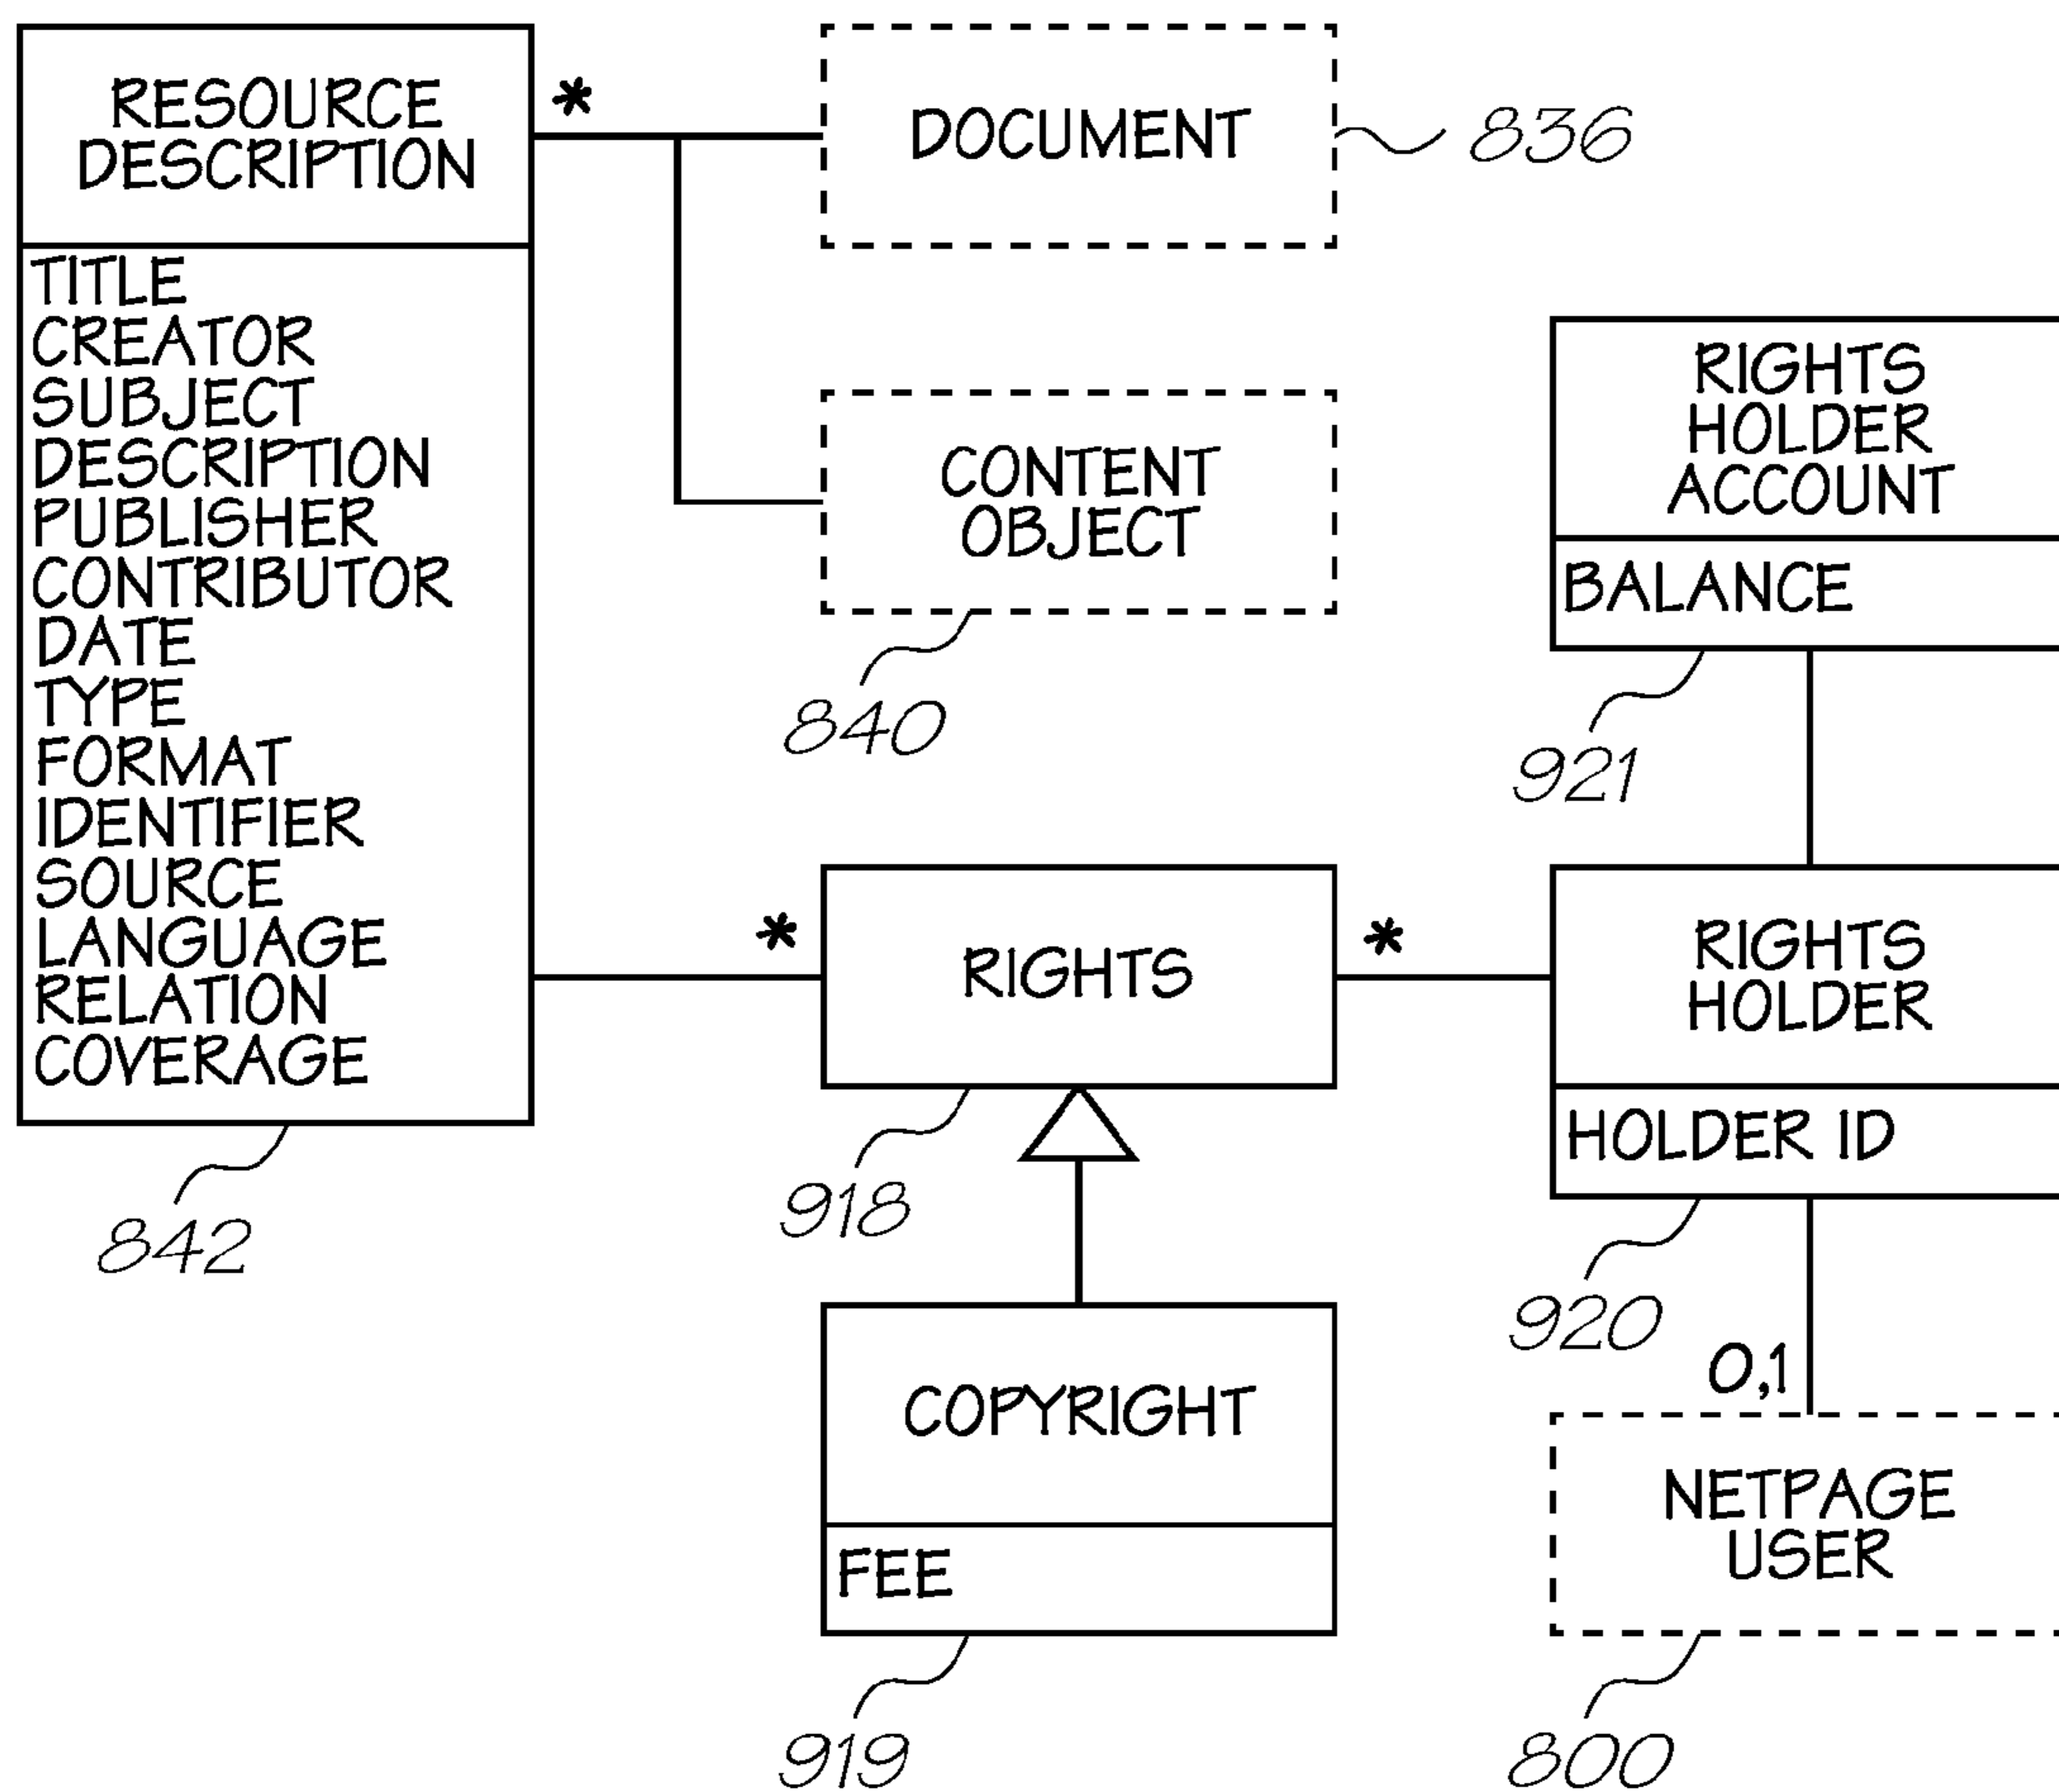 RESOURCE
DESCRIPTION
*
TITLE
CREATOR
SUBJECT
DESCRIPTION
PUBLISHER
CONTRIBUTOR
DATE
TYPE
FORMAT
IDENTIFIER
SOURCE
LANGUAGE
RELATION
COVERAGE
842
DOCUMENT
836
CONTENT
OBJECT
840
RIGHTS
HOLDER
ACCOUNT
BALANCE
921
*
RIGHTS
*
918
RIGHTS
HOLDER
HOLDER ID
920
COPYRIGHT
FEE
919
0,1
NETPAGE
USER
800